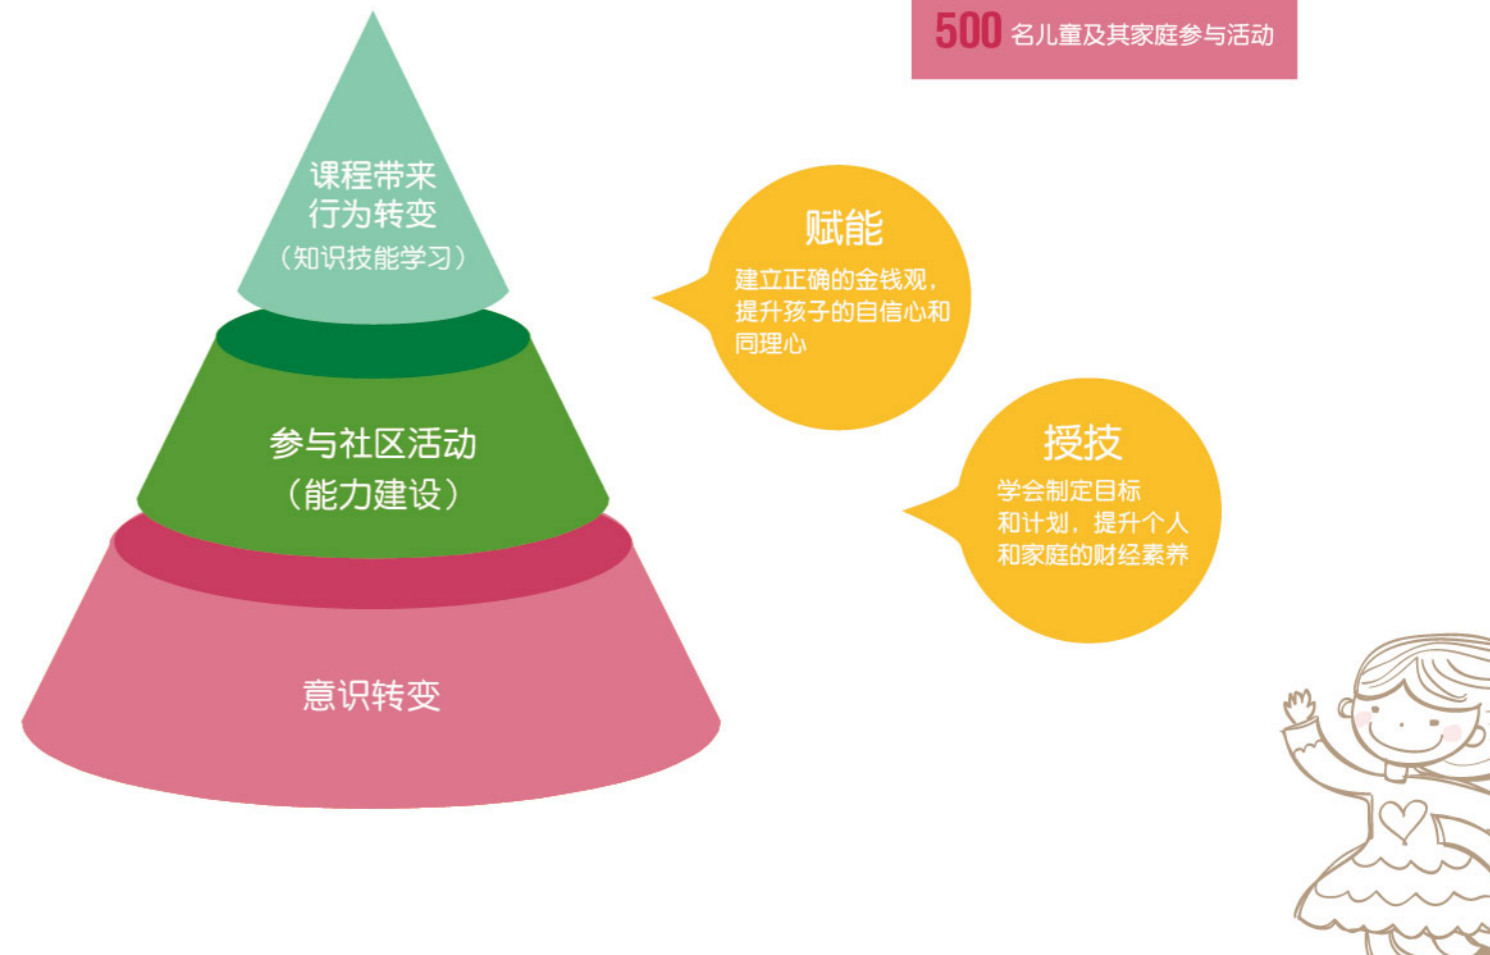 500 名儿童及其家庭参与活动
课程带来
行为转变
（知识技能学习）
赋能
建立正确的金钱观，
提升孩子的自信心和
同理心
参与社区活动
（能力建设）
授技
学会制定目标
和计划，提升个人
和家庭的财经素养
意识转变